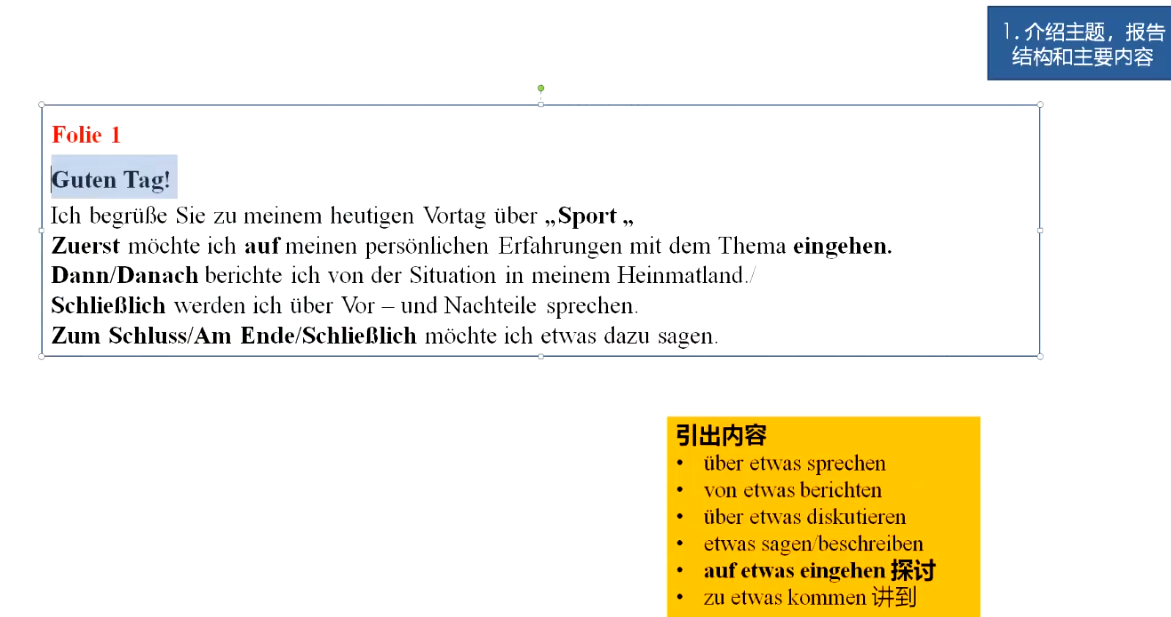 1.介绍主题，报告
结构和主要内容
Folie 1
Guten Tag!
Ich begrüße Sie zu meinem heutigen Vortag über „Sport „
Zuerst möchte ich auf meinen persönlichen Erfahrungen mit dem Thema eingehen.
Dann/Danach berichte ich von der Situation in meinem Heinmatland./
Schließlich werden ich über Vor – und Nachteile sprechen.
Zum Schluss/Am Ende/Schließlich möchte ich etwas dazu sagen.
引出内容
• über etwas sprechen
• von etwas berichten
• über etwas diskutieren
• etwas sagen/beschreiben
• auf etwas eingehen 探讨
• zu etwas kommen 讲到